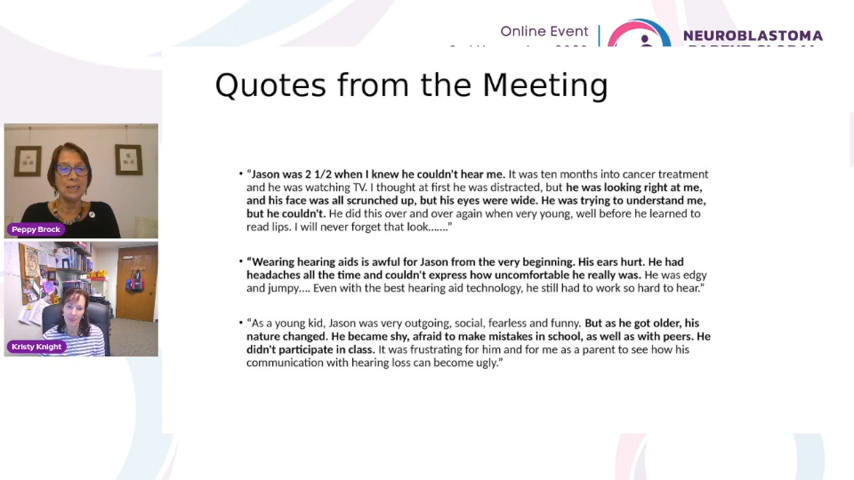 Online Event
NEUROBLASTOMA
Quotes from the Meeting
• “Jason was 2 1/2 when I knew he couldn't hear me. It was ten months into cancer treatment
and he was watching TV. I thought at first he was distracted, but he was looking right at me,
and his face was all scrunched up, but his eyes were wide. He was trying to understand me,
but he couldn't. He did this over and over again when very young, well before he learned to
read lips. I will never forget that look…….”
• “Wearing hearing aids is awful for Jason from the very beginning. His ears hurt. He had
headaches all the time and couldn't express how uncomfortable he really was. He was edgy
and jumpy…. Even with the best hearing aid technology, he still had to work so hard to hear.”
• “As a young kid, Jason was very outgoing, social, fearless and funny. But as he got older, his
nature changed. He became shy, afraid to make mistakes in school, as well as with peers. He
didn't participate in class. It was frustrating for him and for me as a parent to see how his
communication with hearing loss can become ugly.”
Peppy Brock
Kristy Knight